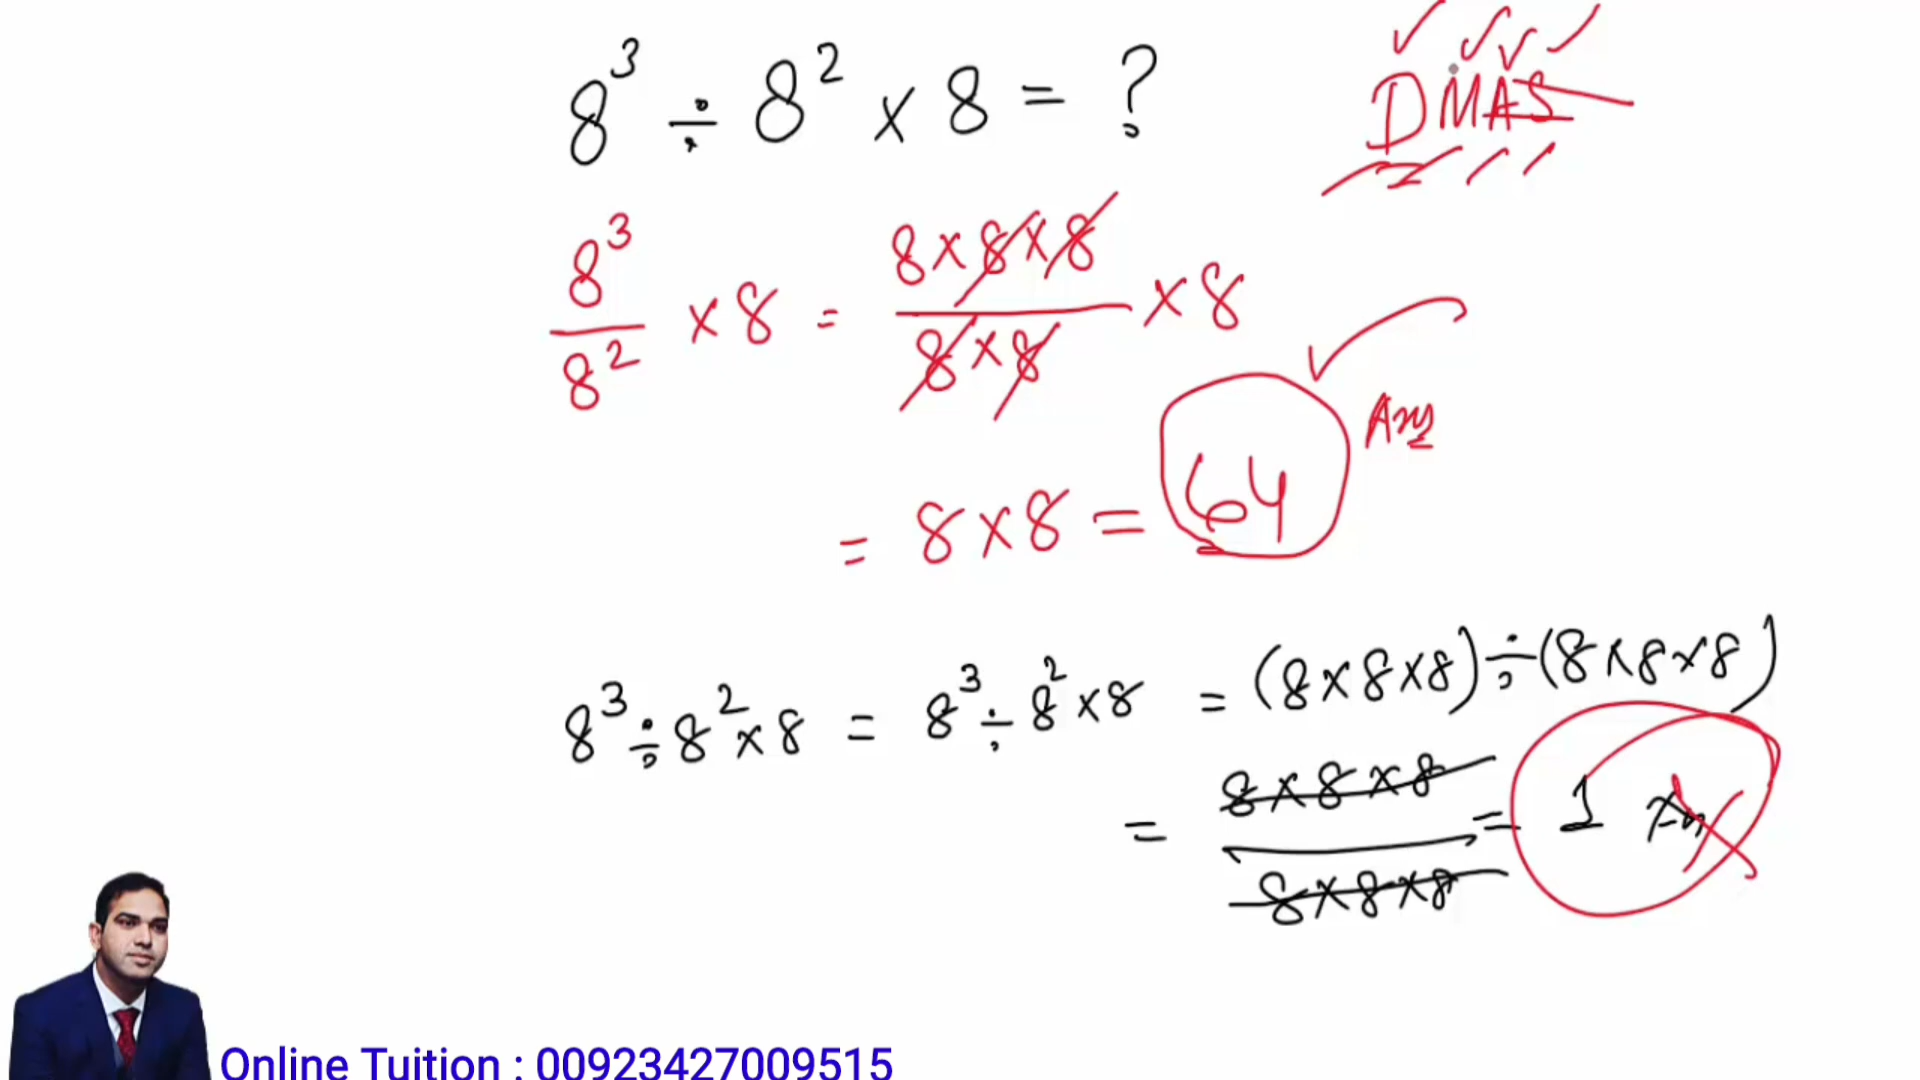 8³ ÷ 8² × 8 = ?
DMAS
8³/8² × 8 = 8×8×8/8×8 × 8
= 8×8 = 64 Ans
8³ ÷ 8² × 8 = 8³ ÷ 8² × 8 = (8×8×8) ÷ (8×8×8)
= 8×8×8/8×8×8 = 1
Online Tuition : 00923427009515